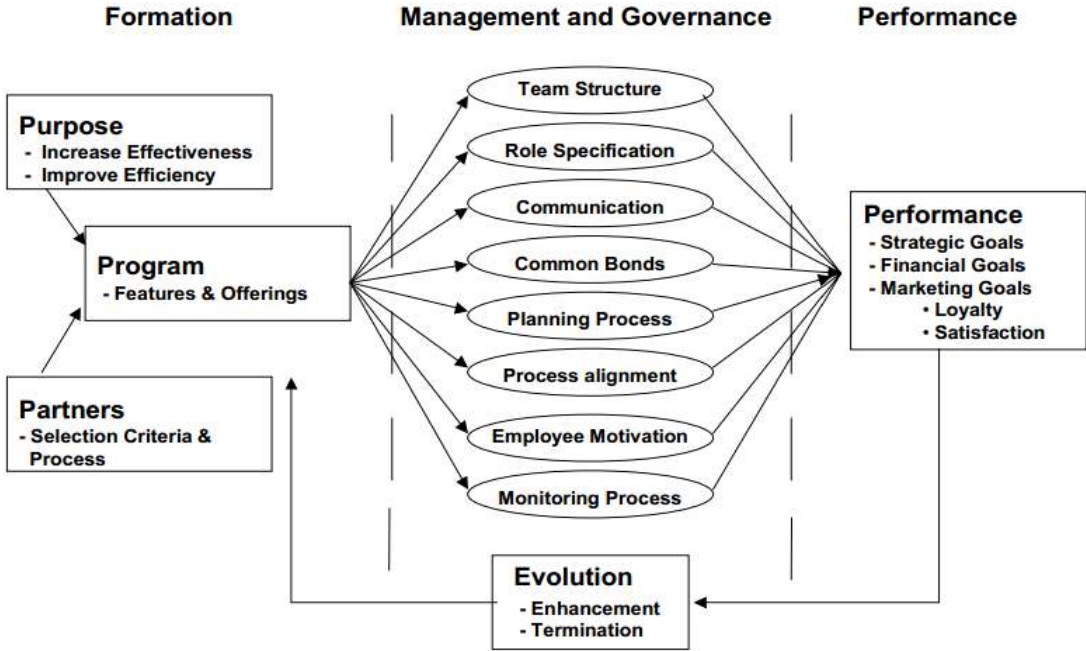 Formation
Management and Governance
Performance
Purpose
- Increase Effectiveness
- Improve Efficiency
Program
- Features & Offerings
Partners
- Selection Criteria &
Process
Team Structure
Role Specification
Communication
Common Bonds
Planning Process
Process alignment
Employee Motivation
Monitoring Process
Performance
- Strategic Goals
- Financial Goals
- Marketing Goals
• Loyalty
• Satisfaction
Evolution
- Enhancement
- Termination